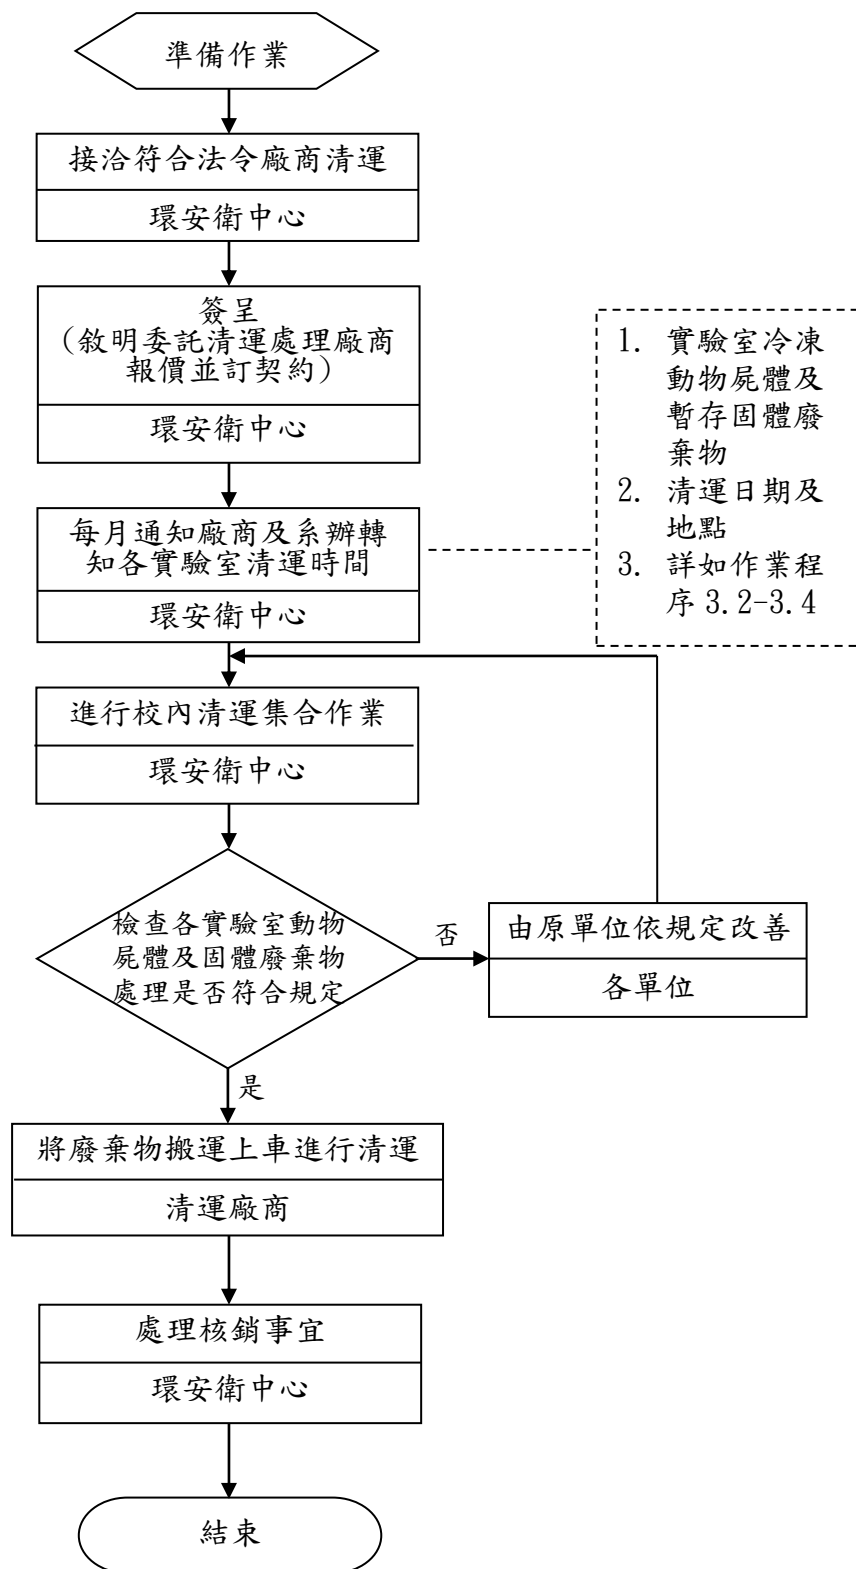 準備作業
接洽符合法令廠商清運
環安衛中心
簽呈
（敘明委託清運處理廠商
報價並訂契約）
環安衛中心
每月通知廠商及系辦轉
知各實驗室清運時間
環安衛中心
1. 實驗室冷凍
動物屍體及
暫存固體廢
棄物
2. 清運日期及
地點
3. 詳如作業程
序 3.2-3.4
進行校內清運集合作業
環安衛中心
檢查各實驗室動物
屍體及固體廢棄物
處理是否符合規定
否
由原單位依規定改善
各單位
是
將廢棄物搬運上車進行清運
清運廠商
處理核銷事宜
環安衛中心
結束